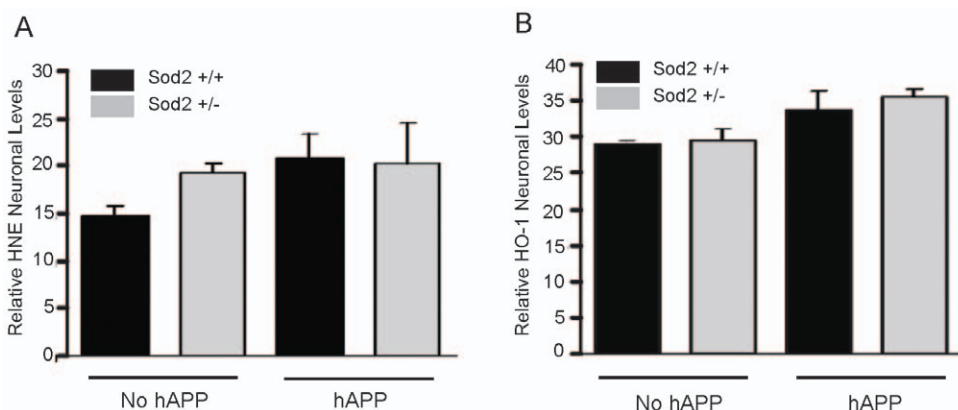 A
Relative HNE Neuronal Levels
30
25
20
15
10
5
0
Sod2 +/+
Sod2 +/-
No hAPP
hAPP
B
Relative HO-1 Neuronal Levels
40
35
30
25
20
15
10
5
0
Sod2 +/+
Sod2 +/-
No hAPP
hAPP